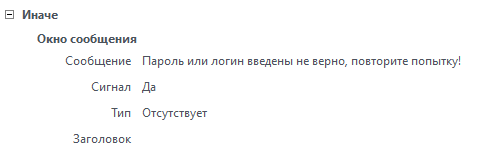 Иначе
Окно сообщения
Сообщение Пароль или логин введены не верно, повторите попытку!
Сигнал Да
Тип Отсутствует
Заголовок